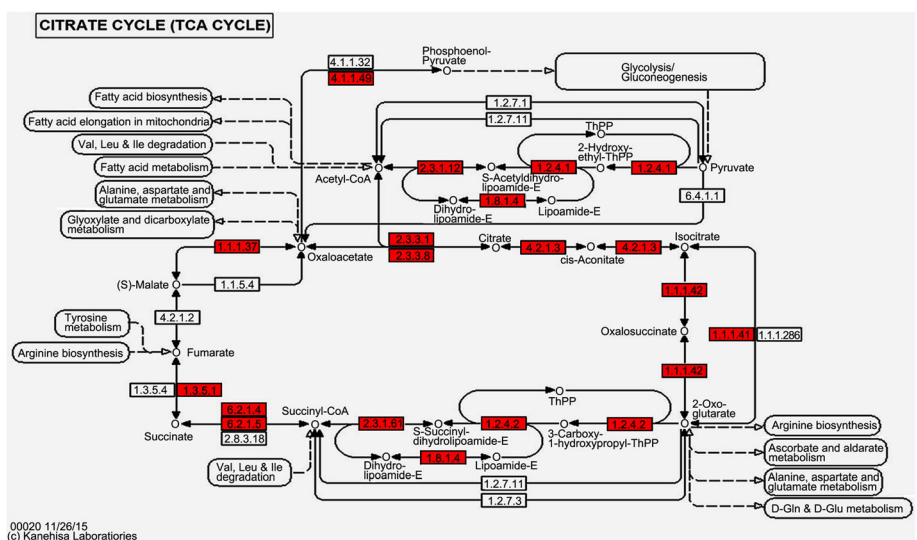 CITRATE CYCLE (TCA CYCLE)
Phosphoenol-
Pyruvate
4.1.1.32
4.1.1.49
Glycolysis/
Gluconeogenesis
Fatty acid biosynthesis
Fatty acid elongation in mitochondria
Val, Leu & Ile degradation
Fatty acid metabolism
Alanine, aspartate and
glutamate metabolism
Glyoxylate and dicarboxylate
metabolism
1.2.7.1
1.2.7.11
ThPP
2-Hydroxy-
ethyl-ThPP
Acetyl-CoA
2.3.1.12
S-Acetyldihydro-
lipoamide-E
1.2.4.1
1.2.4.1
Pyruvate
1.8.1.4
Dihydro-
lipoamide-E
Lipoamide-E
6.4.1.1
1.1.1.37
Oxaloacetate
2.3.3.1
2.3.3.8
Citrate
4.2.1.3
cis-Aconitate
4.2.1.3
Isocitrate
(S)-Malate
1.1.5.4
1.1.1.42
4.2.1.2
Tyrosine
metabolism
Oxalosuccinate
1.1.1.41
1.1.1.286
Arginine biosynthesis
Fumarate
1.1.1.42
1.3.5.4
1.3.5.1
6.2.1.4
6.2.1.5
2.8.3.18
Succinate
Succinyl-CoA
2.3.1.61
S-Succinyl-
dihydrolipoamide-E
1.2.4.2
ThPP
3-Carboxy-
1-hydroxypropyl-ThPP
1.2.4.2
2-Oxo-
glutarate
Val, Leu & Ile
degradation
Dihydro-
lipoamide-E
1.8.1.4
Lipoamide-E
1.2.7.11
1.2.7.3
Arginine biosynthesis
Ascorbate and aldarate
metabolism
Alanine, aspartate and
glutamate metabolism
D-Gln & D-Glu metabolism
00020 11/26/15
(c) Kanehisa Laboratiories